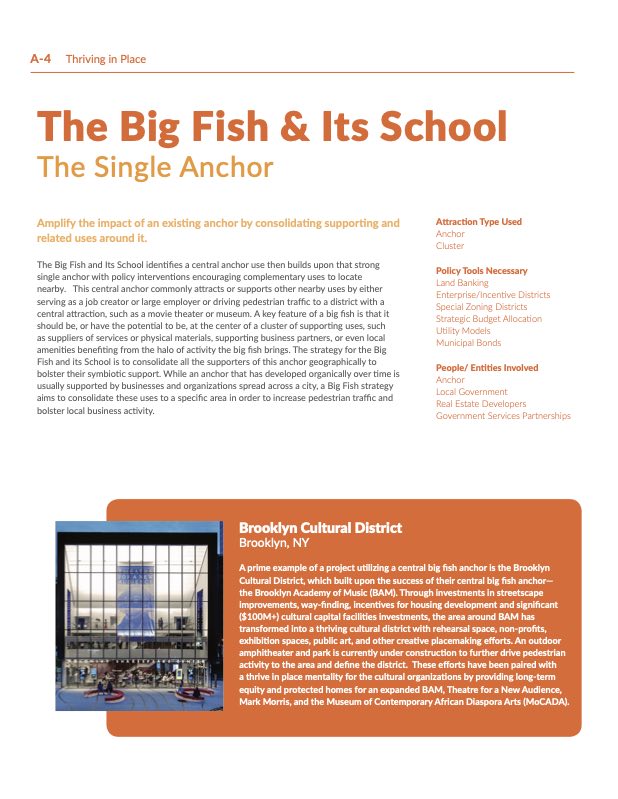 A-4 Thriving in Place
The Big Fish & Its School
The Single Anchor
Amplify the impact of an existing anchor by consolidating supporting and
related uses around it.
The Big Fish and Its School identifies a central anchor use then builds upon that strong
single anchor with policy interventions encouraging complementary uses to locate
nearby. This central anchor commonly attracts or supports other nearby uses by either
serving as a job creator or large employer or driving pedestrian traffic to a district with a
central attraction, such as a movie theater or museum. A key feature of a big fish is that it
should be, or have the potential to be, at the center of a cluster of supporting uses, such
as suppliers of services or physical materials, supporting business partners, or even local
amenities benefiting from the halo of activity the big fish brings. The strategy for the Big
Fish and its School is to consolidate all the supporters of this anchor geographically to
bolster their symbiotic support. While an anchor that has developed organically over time is
usually supported by businesses and organizations spread across a city, a Big Fish strategy
aims to consolidate these uses to a specific area in order to increase pedestrian traffic and
bolster local business activity.
Attraction Type Used
Anchor
Cluster
Policy Tools Necessary
Land Banking
Enterprise/Incentive Districts
Special Zoning Districts
Strategic Budget Allocation
Utility Models
Municipal Bonds
People/ Entities Involved
Anchor
Local Government
Real Estate Developers
Government Services Partnerships
Brooklyn Cultural District
Brooklyn, NY
A prime example of a project utilizing a central big fish anchor is the Brooklyn
Cultural District, which built upon the success of their central big fish anchor—
the Brooklyn Academy of Music (BAM). Through investments in streetscape
improvements, way-finding, incentives for housing development and significant
($100M+) cultural capital facilities investments, the area around BAM has
transformed into a thriving cultural district with rehearsal space, non-profits,
exhibition spaces, public art, and other creative placemaking efforts. An outdoor
amphitheater and park is currently under construction to further drive pedestrian
activity to the area and define the district. These efforts have been paired with
a thrive in place mentality for the cultural organizations by providing long-term
equity and protected homes for an expanded BAM, Theatre for a New Audience,
Mark Morris, and the Museum of Contemporary African Diaspora Arts (MoCADA).